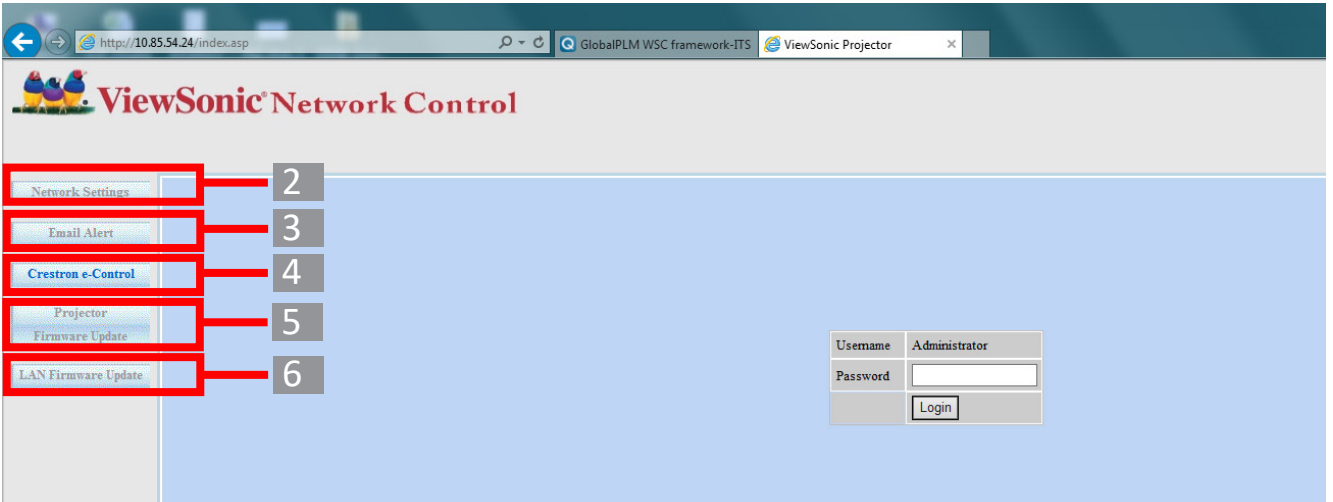 http://10.85.54.24/index.asp
GlobalPLM WSC framework-ITS
ViewSonic Projector
ViewSonic® Network Control
Network Settings
2
Email Alert
3
Crestron e-Control
4
Projector
Firmware Update
5
LAN Firmware Update
6
Username Administrator
Password
Login